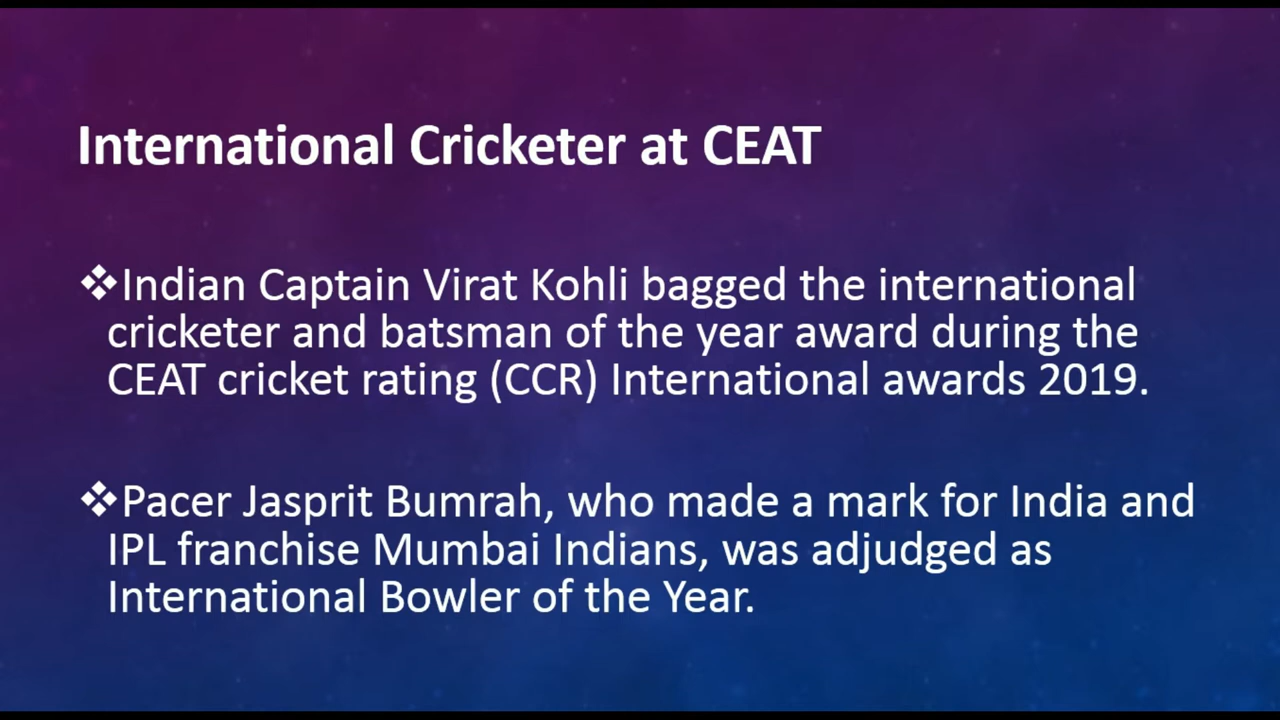 International Cricketer at CEAT
❖Indian Captain Virat Kohli bagged the international
cricketer and batsman of the year award during the
CEAT cricket rating (CCR) International awards 2019.
❖Pacer Jasprit Bumrah, who made a mark for India and
IPL franchise Mumbai Indians, was adjudged as
International Bowler of the Year.